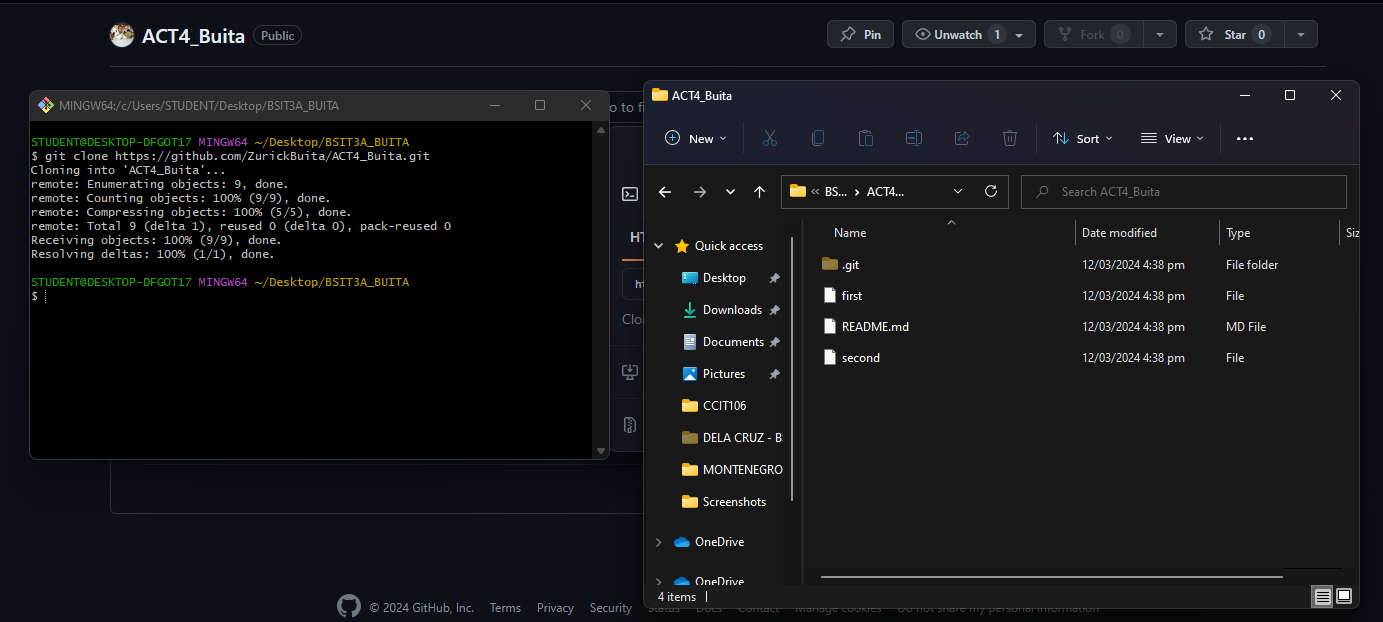 ACT4_Buita Public
Pin
Unwatch 1
Fork 0
Star 0
MINGW64:/c/Users/STUDENT/Desktop/BSIT3A_BUITA
STUDENT@DESKTOP-DFGOT17 MINGW64 ~/Desktop/BSIT3A_BUITA
$ git clone https://github.com/ZurickBuita/ACT4_Buita.git
Cloning into 'ACT4_Buita'...
remote: Enumerating objects: 9, done.
remote: Counting objects: 100% (9/9), done.
remote: Compressing objects: 100% (5/5), done.
remote: Total 9 (delta 1), reused 0 (delta 0), pack-reused 0
Receiving objects: 100% (9/9), done.
Resolving deltas: 100% (1/1), done.
STUDENT@DESKTOP-DFGOT17 MINGW64 ~/Desktop/BSIT3A_BUITA
$
ACT4_Buita
New
Sort
View
« BS... › ACT4...
Search ACT4_Buita
Quick access
Desktop
Downloads
Documents
Pictures
CCIT106
DELA CRUZ - B
MONTENEGRO
Screenshots
OneDrive
OneDrive
Name Date modified Type Siz
.git 12/03/2024 4:38 pm File folder
first 12/03/2024 4:38 pm File
README.md 12/03/2024 4:38 pm MD File
second 12/03/2024 4:38 pm File
4 items
© 2024 GitHub, Inc. Terms Privacy Security Status Docs Contact Manage cookies Do not share my personal information